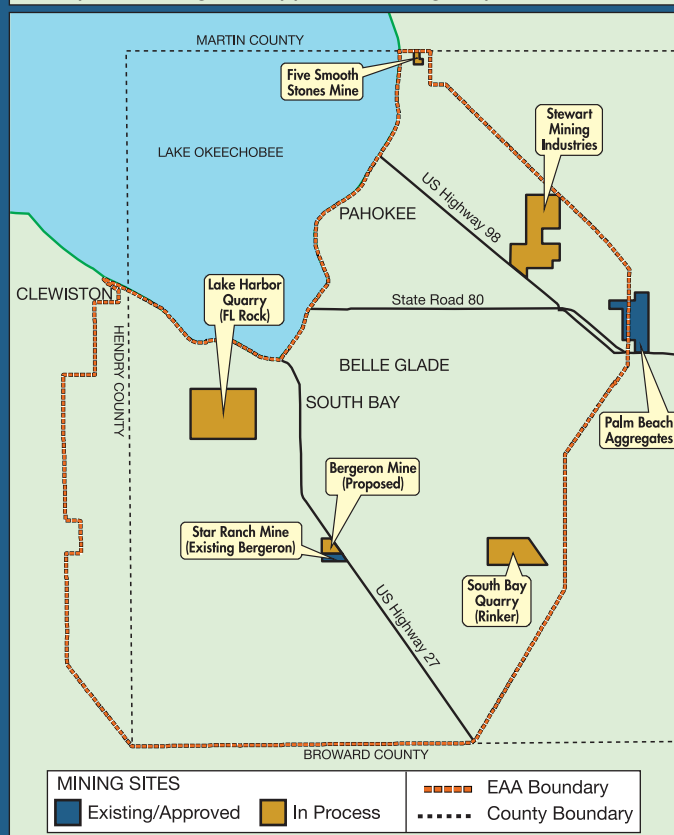 MARTIN COUNTY
Five Smooth
Stones Mine
Stewart
Mining
Industries
LAKE OKEECHOBEE
PAHOKEE
US Highway 98
CLEWISTON
Lake Harbor
Quarry
(FL Rock)
State Road 80
HENDRY COUNTY
BELLE GLADE
SOUTH BAY
Palm Beach
Aggregates
Bergeron Mine
(Proposed)
Star Ranch Mine
(Existing Bergeron)
South Bay
Quarry
(Rinker)
US Highway 27
BROWARD COUNTY
MINING SITES
Existing/Approved
In Process
EAA Boundary
County Boundary